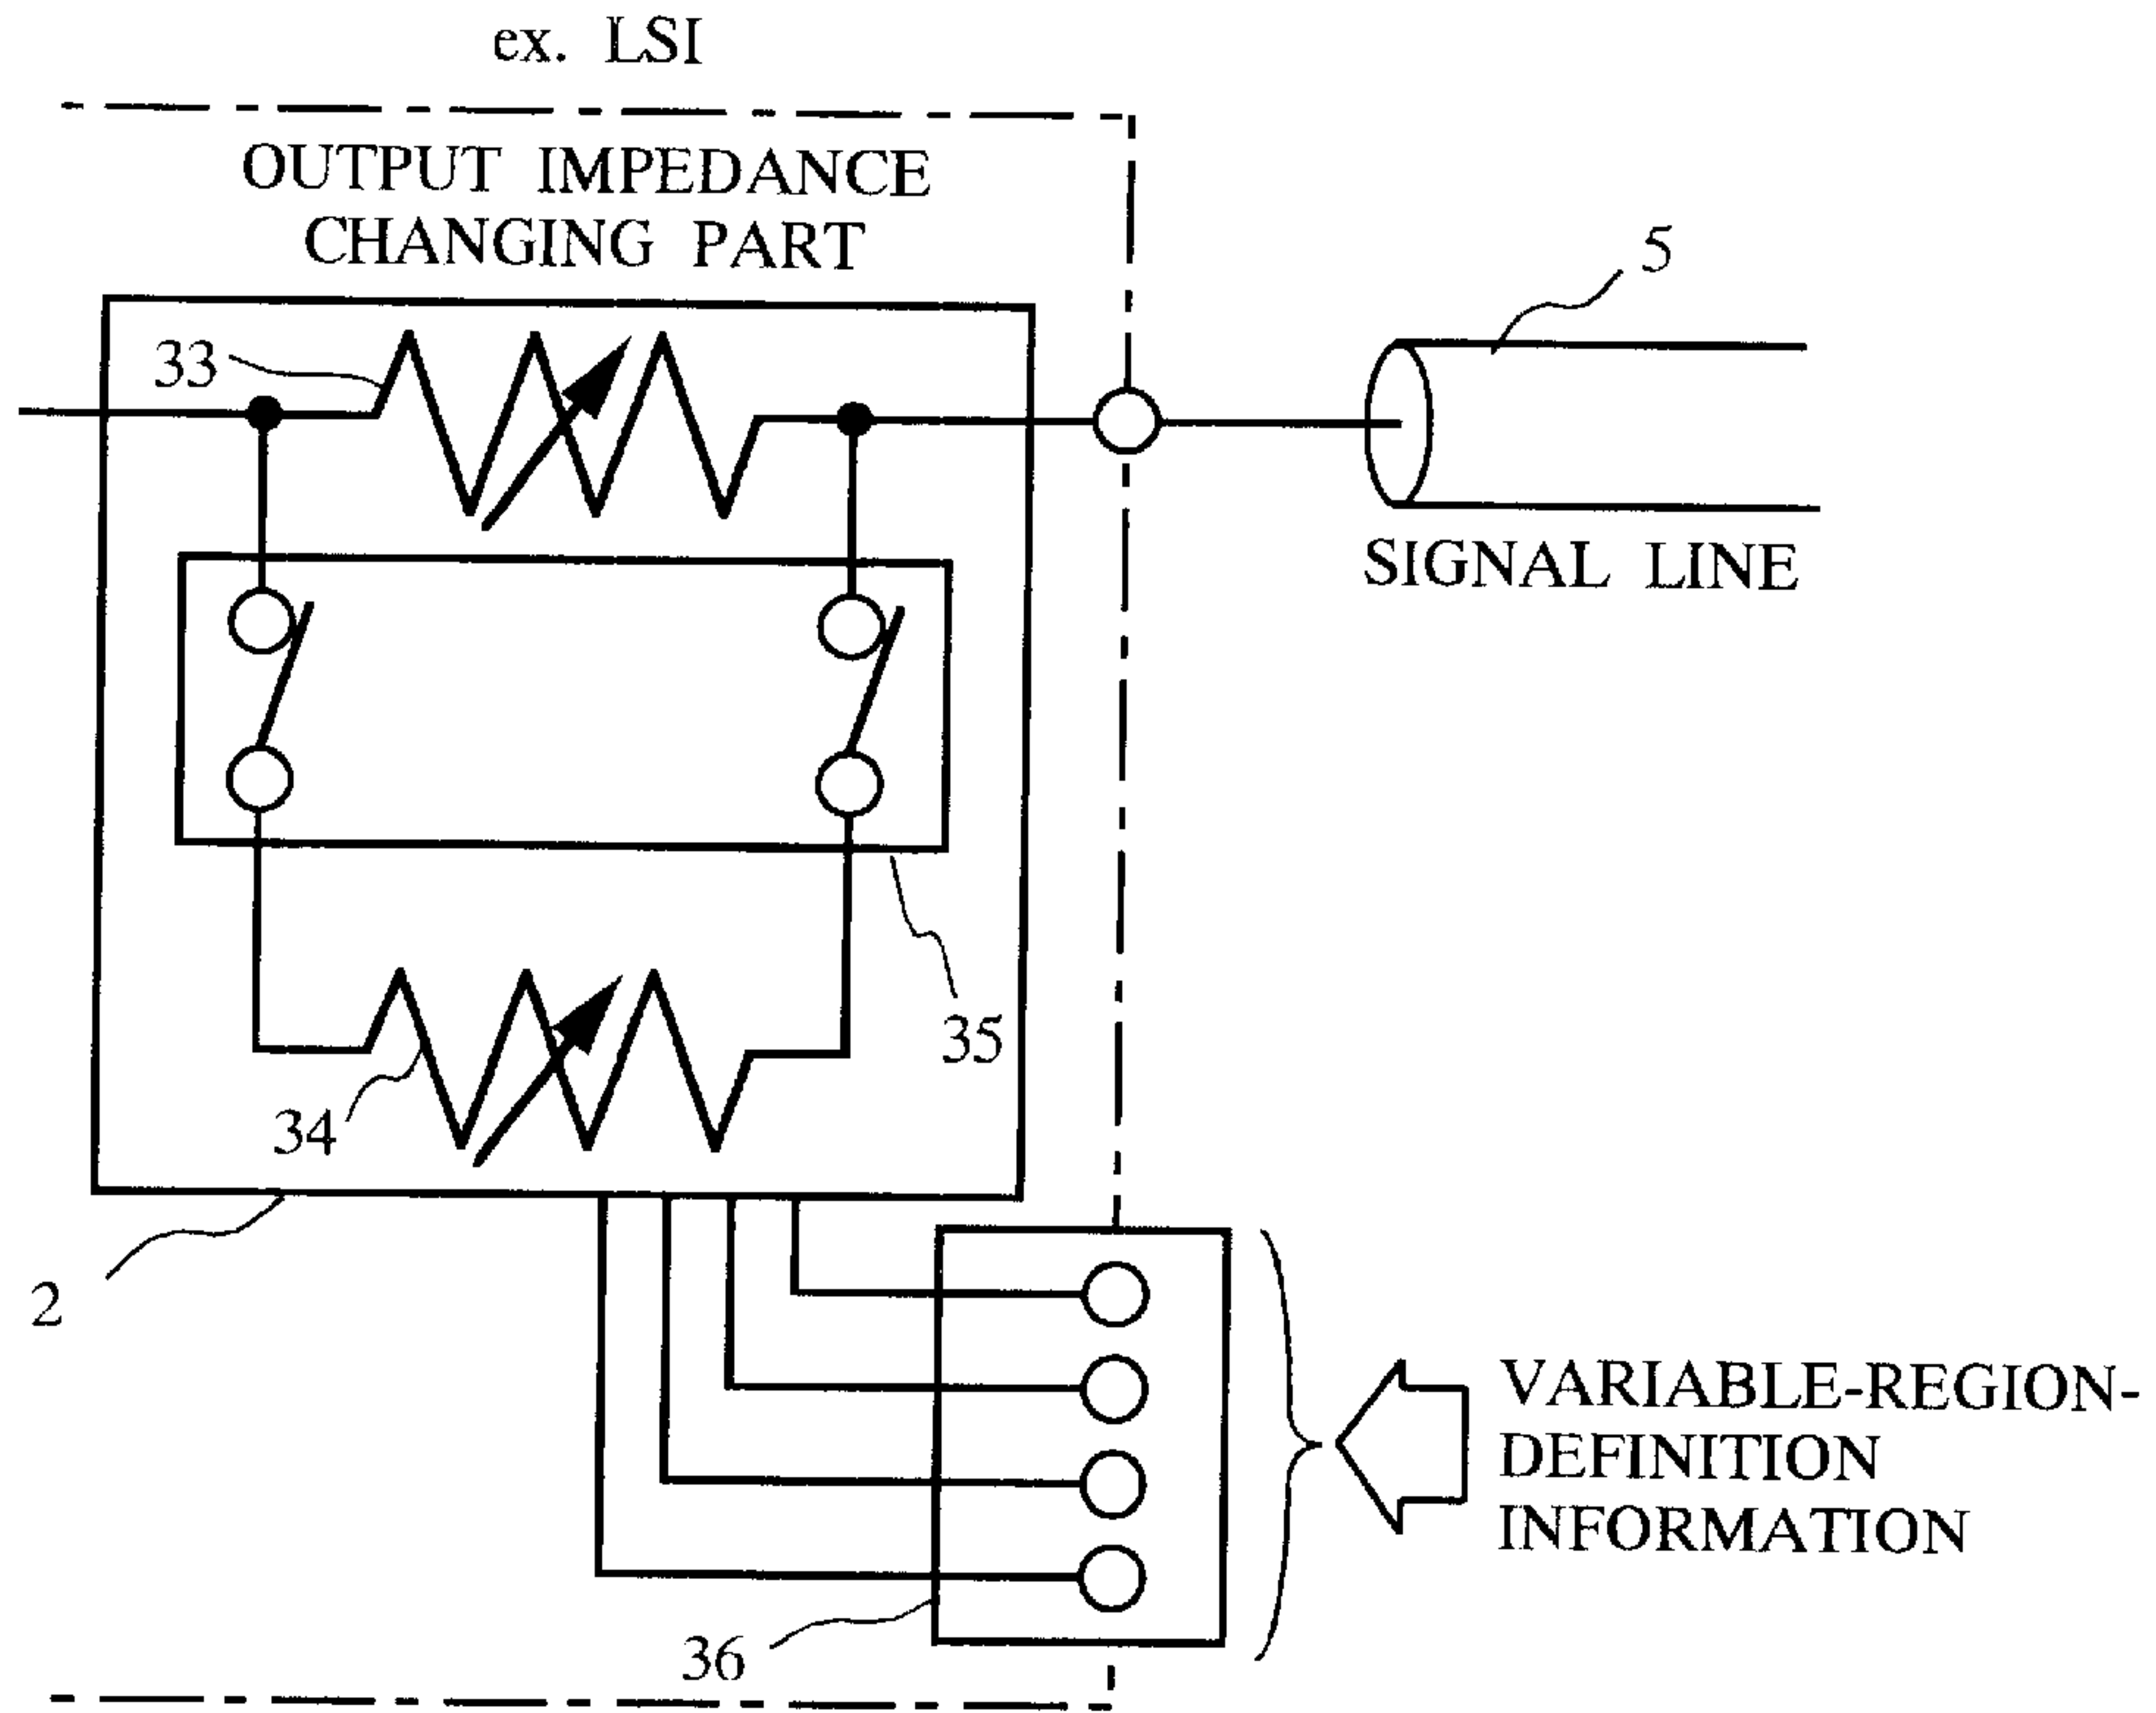 ex. LSI
OUTPUT IMPEDANCE
CHANGING PART
5
33
SIGNAL LINE
35
34
2
VARIABLE-REGION-
DEFINITION
INFORMATION
36